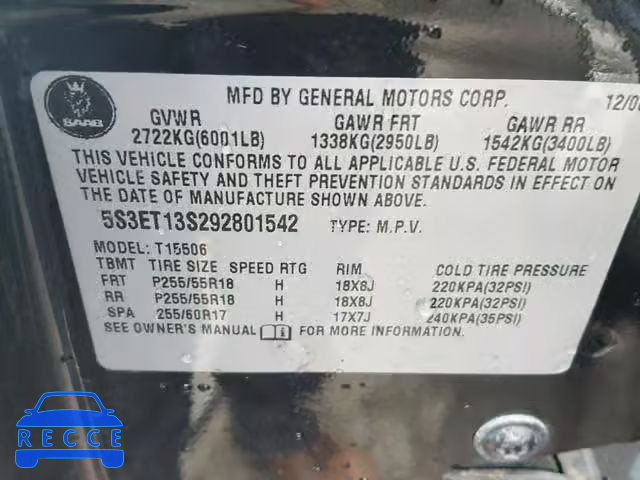 SAAB
MFD BY GENERAL MOTORS CORP.
GVWR GAWR FRT GAWR RR
2722KG(6001LB) 1338KG(2950LB) 1542KG(3400LB)
THIS VEHICLE CONFORMS TO ALL APPLICABLE U.S. FEDERAL MOTOR
VEHICLE SAFETY AND THEFT PREVENTION STANDARDS IN EFFECT ON
THE DATE OF MANUFACTURE SHOWN ABOVE.
5S3ET13S292801542 TYPE: M.P.V.
MODEL: T15506
TBMT TIRE SIZE SPEED RTG RIM COLD TIRE PRESSURE
FRT P255/55R18 H 18X8J 220KPA(32PSI)
RR P255/55R18 H 18X8J 220KPA(32PSI)
SPA 255/60R17 H 17X7J 240KPA(35PSI)
SEE OWNER'S MANUAL FOR MORE INFORMATION.
RECCE